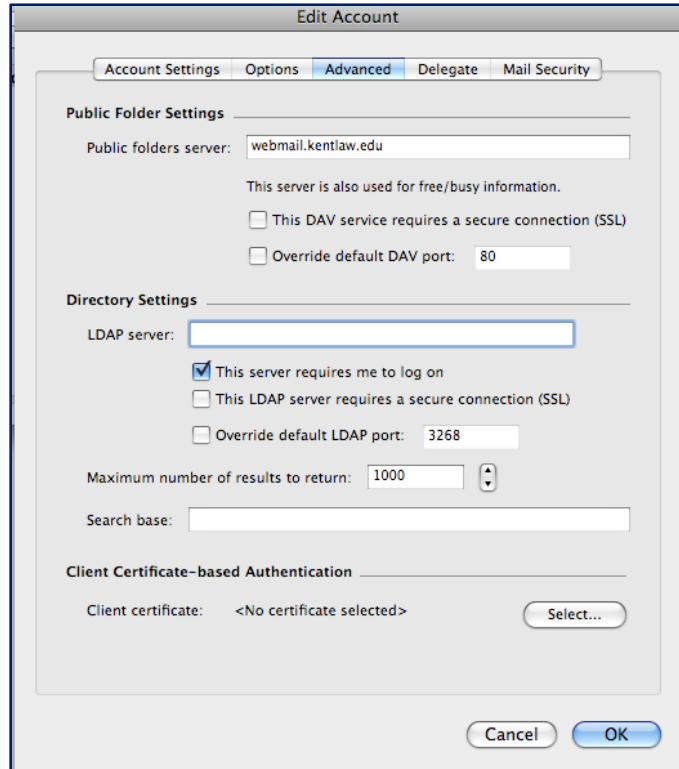 Edit Account
Account Settings Options Advanced Delegate Mail Security
Public Folder Settings
Public folders server: webmail.kentlaw.edu
This server is also used for free/busy information.
This DAV service requires a secure connection (SSL)
Override default DAV port: 80
Directory Settings
LDAP server:
This server requires me to log on
This LDAP server requires a secure connection (SSL)
Override default LDAP port: 3268
Maximum number of results to return: 1000
Search base:
Client Certificate-based Authentication
Client certificate: <No certificate selected> Select...
Cancel OK